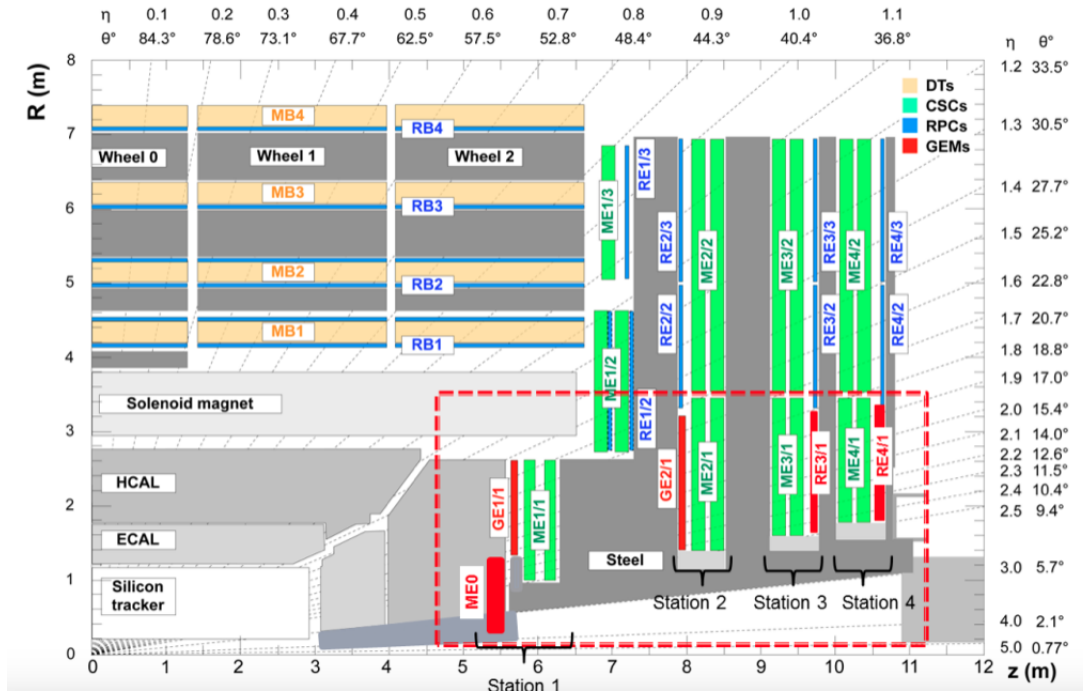 η 0.1 0.2 0.3 0.4 0.5 0.6 0.7 0.8 0.9 1.0 1.1
θ° 84.3° 78.6° 73.1° 67.7° 62.5° 57.5° 52.8° 48.4° 44.3° 40.4° 36.8° η θ°
R (m)
8 7 6 5 4 3 2 1 0
1.2 33.5°
1.3 30.5°
1.4 27.7°
1.5 25.2°
1.6 22.8°
1.7 20.7°
1.8 18.8°
1.9 17.0°
2.0 15.4°
2.1 14.0°
2.2 12.6°
2.3 11.5°
2.4 10.4°
2.5 9.4°
3.0 5.7°
4.0 2.1°
5.0 0.77°
DTs
CSCs
RPCs
GEMs
MB4
RB4
Wheel 0 Wheel 1 Wheel 2
MB3
RB3
MB2
RB2
MB1
RB1
Solenoid magnet
HCAL
ECAL
Silicon
tracker
Steel
ME1/3
RE1/3
ME1/2
RE1/2
RE2/3
RE2/2
ME2/2
ME3/2
RE3/3
RE3/2
ME4/2
RE4/3
RE4/2
GE1/1
ME1/1
ME0
GE2/1
ME2/1
ME3/1
RE3/1
ME4/1
RE4/1
Station 2 Station 3 Station 4
0 1 2 3 4 5 6 7 8 9 10 11 12
z (m)
Station 1